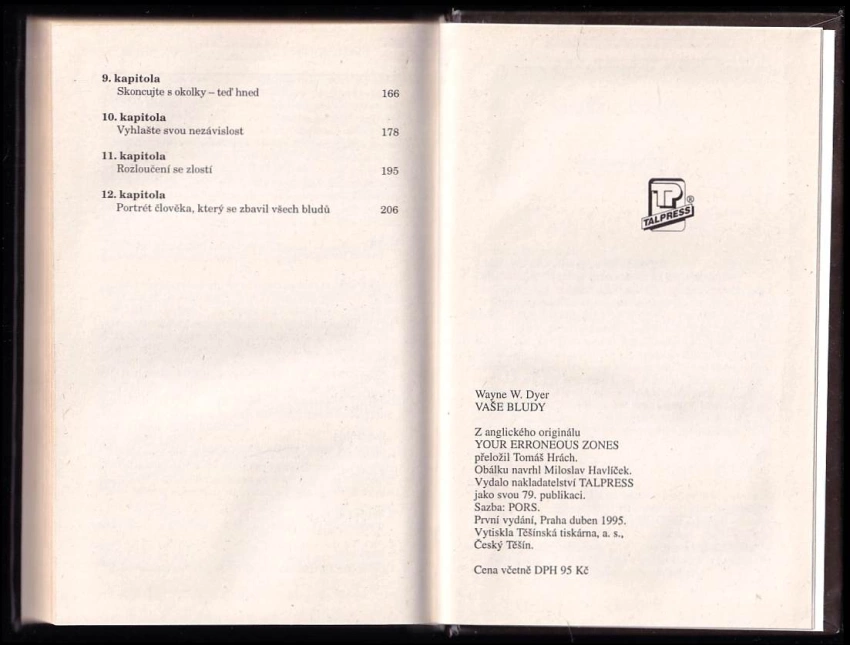 9. kapitola
Skoncujte s okolky – teď hned 166
10. kapitola
Vyhlašte svou nezávislost 178
11. kapitola
Rozloučení se zlostí 195
12. kapitola
Portrét člověka, který se zbavil všech bludů 206
TP ®
TALPRESS
Wayne W. Dyer
VAŠE BLUDY
Z anglického originálu
YOUR ERRONEOUS ZONES
přeložil Tomáš Hrách.
Obálku navrhl Miloslav Havlíček.
Vydalo nakladatelství TALPRESS
jako svou 79. publikaci.
Sazba: PORS.
První vydání, Praha duben 1995.
Vytiskla Těšínská tiskárna, a. s.,
Český Těšín.
Cena včetně DPH 95 Kč